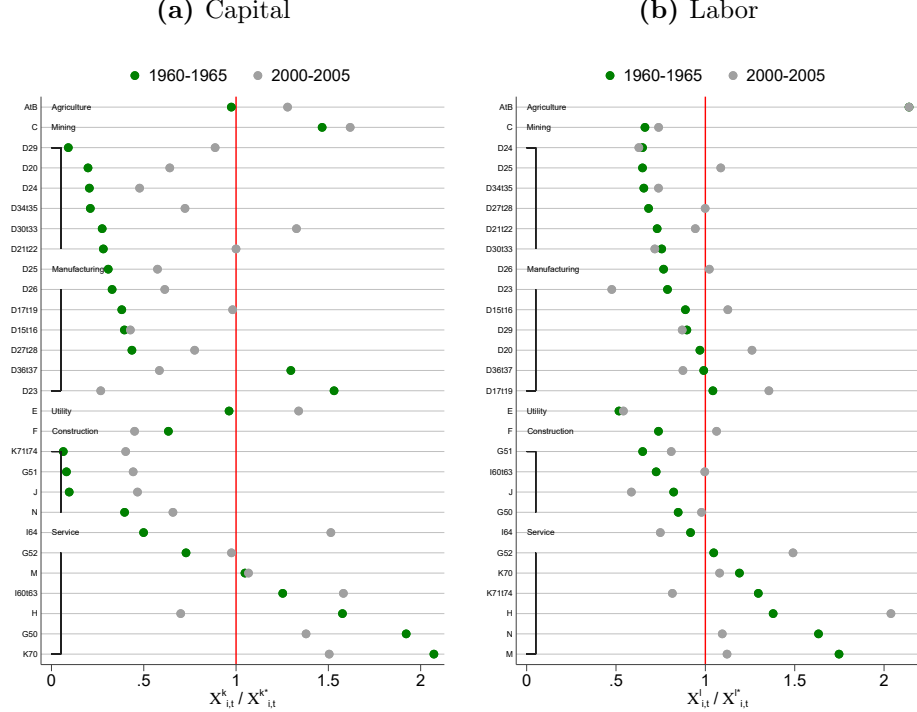 (a) Capital
1960-1965 2000-2005
AtB Agriculture
C Mining
D29
D20
D24
D34t35
D30t33
D21t22
D25 Manufacturing
D26
D17t19
D15t16
D27t28
D36t37
D23
E Utility
F Construction
K71t74
G51
J
N
I64 Service
G52
M
I60t63
H
G50
K70
0 .5 1 1.5 2
X^k_{i,t} / X^{k*}_{i,t}
(b) Labor
1960-1965 2000-2005
AtB Agriculture
C Mining
D24
D25
D34t35
D27t28
D21t22
D30t33
D26 Manufacturing
D23
D15t16
D29
D20
D36t37
D17t19
E Utility
F Construction
G51
I60t63
J
G50
I64 Service
G52
K70
K71t74
H
N
M
0 .5 1 1.5 2
X^l_{i,t} / X^{l*}_{i,t}